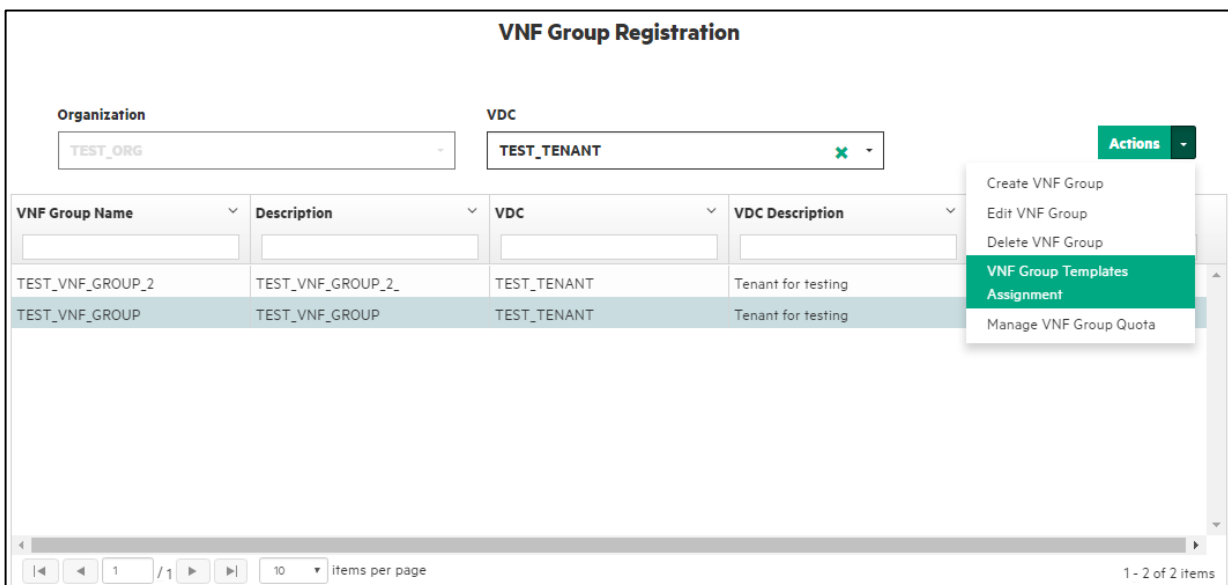 VNF Group Registration
Organization
VDC
TEST_ORG
TEST_TENANT
Actions
Create VNF Group
Edit VNF Group
Delete VNF Group
VNF Group Templates
Assignment
Manage VNF Group Quota
VNF Group Name Description VDC VDC Description
TEST_VNF_GROUP_2 TEST_VNF_GROUP_2_ TEST_TENANT Tenant for testing
TEST_VNF_GROUP TEST_VNF_GROUP TEST_TENANT Tenant for testing
1 / 1 10 items per page 1 - 2 of 2 items